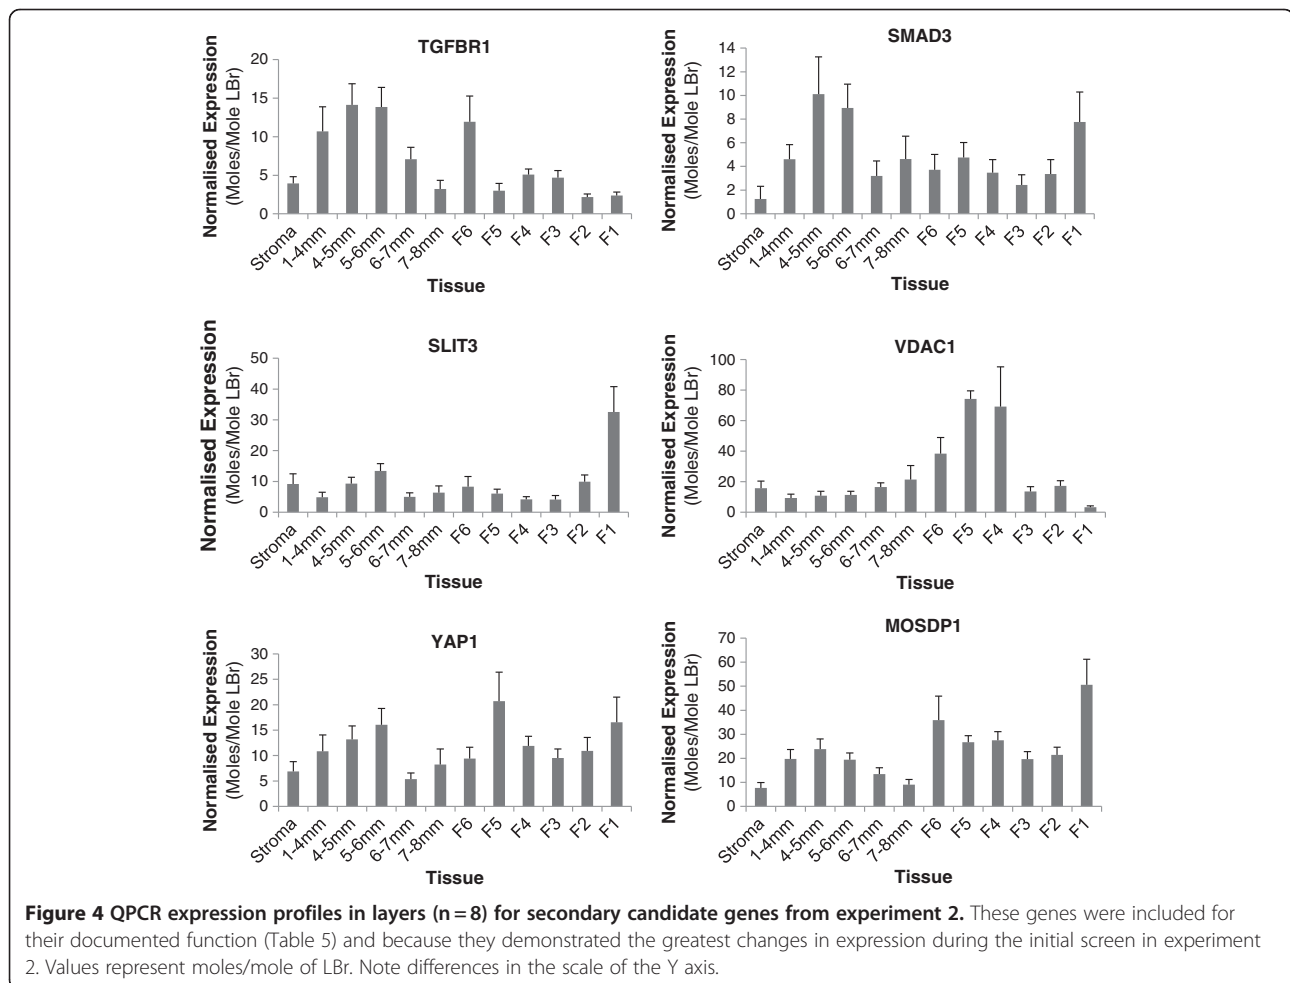 TGFBR1
Normalised Expression
(Moles/Mole LBr)
20
15
10
5
0
Stroma
1-4mm
4-5mm
5-6mm
6-7mm
7-8mm
F6
F5
F4
F3
F2
F1
Tissue
SMAD3
Normalised Expression
(Moles/Mole LBr)
14
12
10
8
6
4
2
0
Stroma
1-4mm
4-5mm
5-6mm
6-7mm
7-8mm
F6
F5
F4
F3
F2
F1
Tissue
SLIT3
Normalised Expression
(Moles/Mole LBr)
50
40
30
20
10
0
Stroma
1-4mm
4-5mm
5-6mm
6-7mm
7-8mm
F6
F5
F4
F3
F2
F1
Tissue
VDAC1
Normalised Expression
(Moles/Mole LBr)
100
80
60
40
20
0
Stroma
1-4mm
4-5mm
5-6mm
6-7mm
7-8mm
F6
F5
F4
F3
F2
F1
Tissue
YAP1
Normalised Expression
(Moles/Mole LBr)
30
25
20
15
10
5
0
Stroma
1-4mm
4-5mm
5-6mm
6-7mm
7-8mm
F6
F5
F4
F3
F2
F1
Tissue
MOSDP1
Normalised Expression
(Moles/Mole LBr)
70
60
50
40
30
20
10
0
Stroma
1-4mm
4-5mm
5-6mm
6-7mm
7-8mm
F6
F5
F4
F3
F2
F1
Tissue
Figure 4 QPCR expression profiles in layers (n = 8) for secondary candidate genes from experiment 2. These genes were included for
their documented function (Table 5) and because they demonstrated the greatest changes in expression during the initial screen in experiment
2. Values represent moles/mole of LBr. Note differences in the scale of the Y axis.